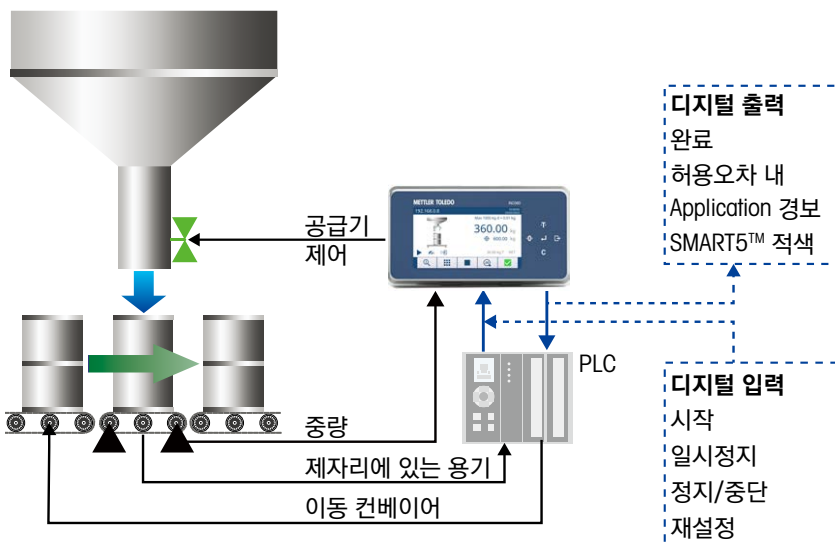 디지털 출력
완료
허용오차 내
Application 경보
SMART5™ 적색
METTLER TOLEDO
360.00 kg
공급기
제어
PLC
디지털 입력
시작
일시정지
정지/중단
재설정
중량
제자리에 있는 용기
이동 컨베이어